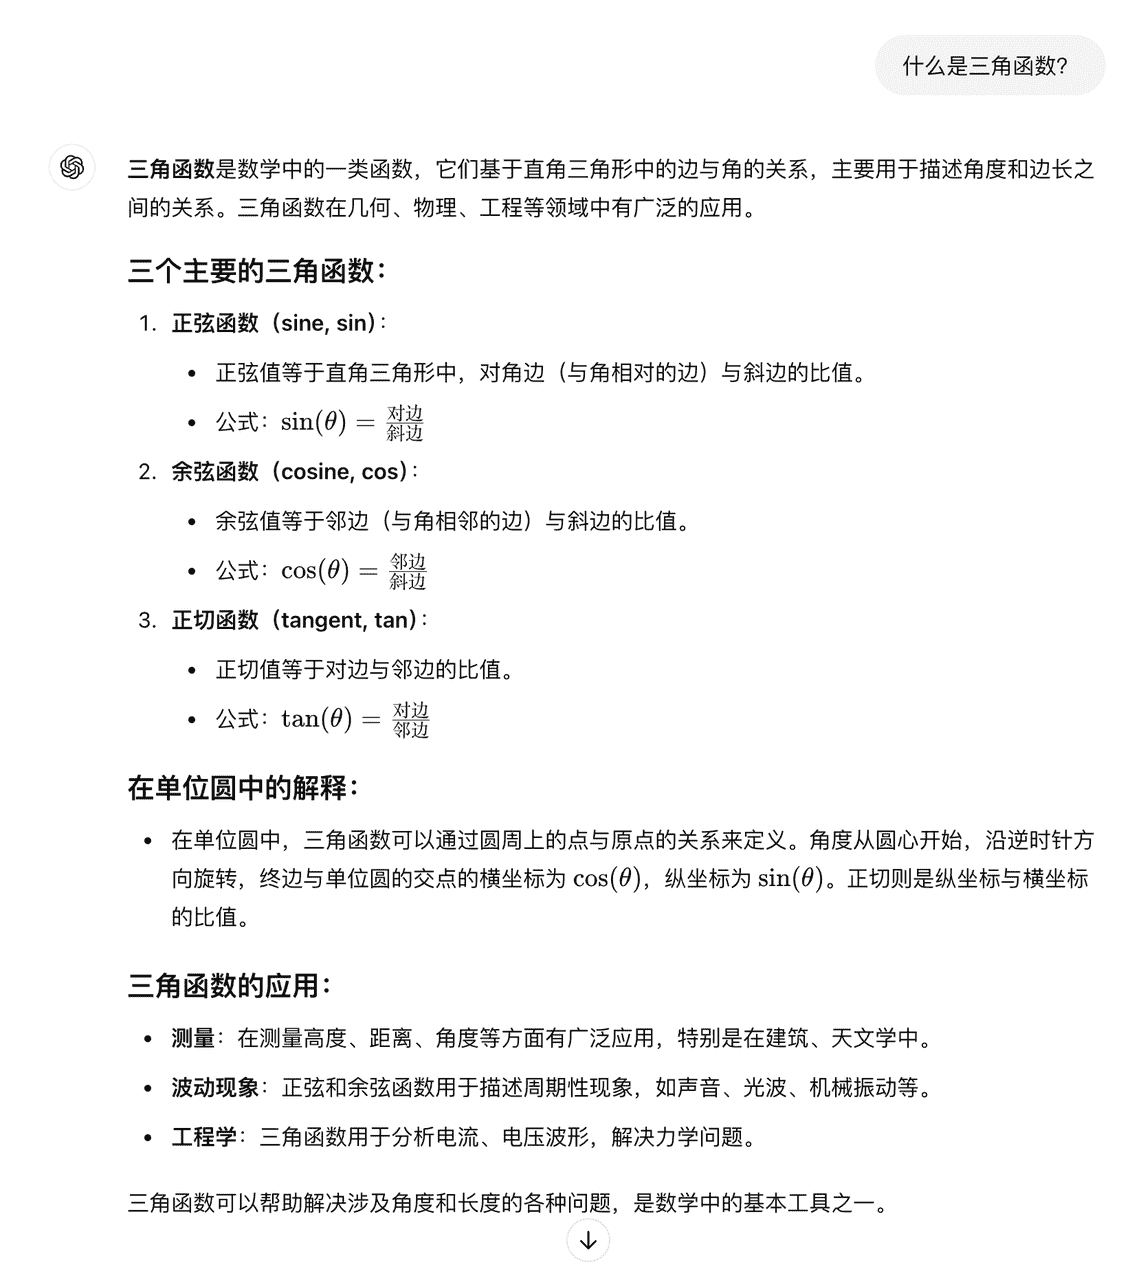 什么是三角函数?
三角函数是数学中的一类函数，它们基于直角三角形中的边与角的关系，主要用于描述角度和边长之
间的关系。三角函数在几何、物理、工程等领域中有广泛的应用。
三个主要的三角函数：
1. 正弦函数（sine, sin）：
• 正弦值等于直角三角形中，对角边（与角相对的边）与斜边的比值。
• 公式：sin(θ) = 对边/斜边
2. 余弦函数（cosine, cos）：
• 余弦值等于邻边（与角相邻的边）与斜边的比值。
• 公式：cos(θ) = 邻边/斜边
3. 正切函数（tangent, tan）：
• 正切值等于对边与邻边的比值。
• 公式：tan(θ) = 对边/邻边
在单位圆中的解释：
• 在单位圆中，三角函数可以通过圆周上的点与原点的关系来定义。角度从圆心开始，沿逆时针方
向旋转，终边与单位圆的交点的横坐标为 cos(θ)，纵坐标为 sin(θ)。正切则是纵坐标与横坐标
的比值。
三角函数的应用：
• 测量：在测量高度、距离、角度等方面有广泛应用，特别是在建筑、天文学中。
• 波动现象：正弦和余弦函数用于描述周期性现象，如声音、光波、机械振动等。
• 工程学：三角函数用于分析电流、电压波形，解决力学问题。
三角函数可以帮助解决涉及角度和长度的各种问题，是数学中的基本工具之一。